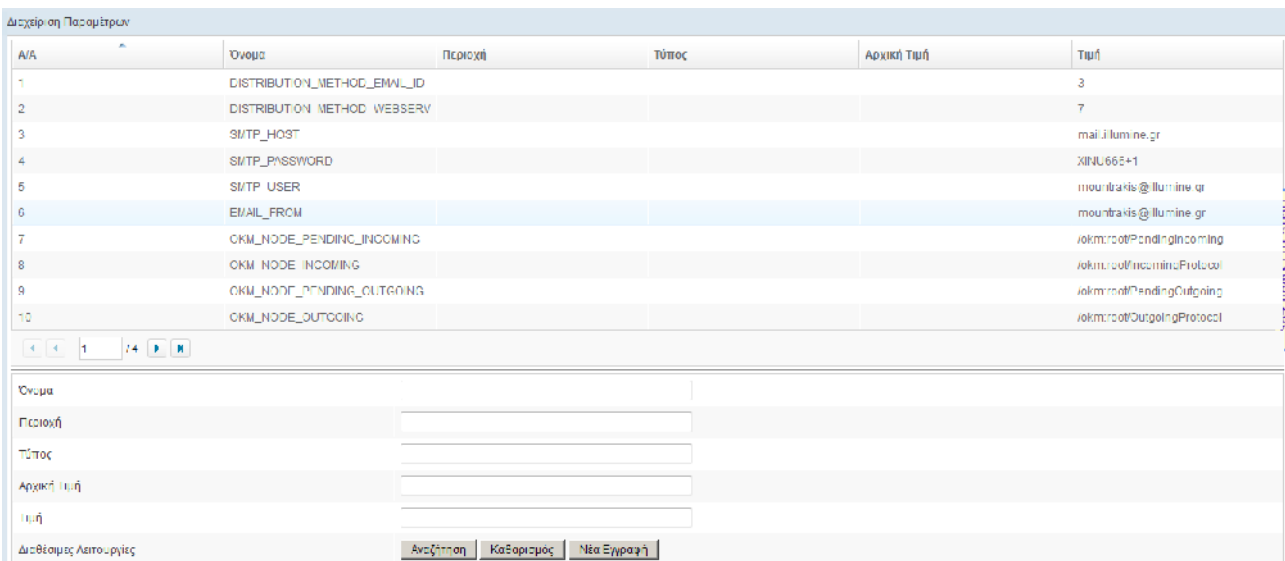 Διαχείριση Παραμέτρων
Α/Α Όνομα Περιοχή Τύπος Αρχική Τιμή Τιμή
1 DISTRIBUTION_METHOD_EMAIL_ID 3
2 DISTRIBUTION_METHOD_WEBSERV 7
3 SMTP_HOST mail.illumine.gr
4 SMTP_PASSWORD XINU666+1
5 SMTP_USER mountrakis@illumine.gr
6 EMAIL_FROM mountrakis@illumine.gr
7 OKM_NODE_PENDING_INCOMING /okm:root/PendingIncoming
8 OKM_NODE_INCOMING /okm:root/IncomingProtocol
9 OKM_NODE_PENDING_OUTGOING /okm:root/PendingOutgoing
10 OKM_NODE_OUTGOING /okm:root/OutgoingProtocol
1 / 4
Όνομα
Περιοχή
Τύπος
Αρχική Τιμή
Τιμή
Διαθέσιμες Λειτουργίες Αναζήτηση Καθαρισμός Νέα Εγγραφή